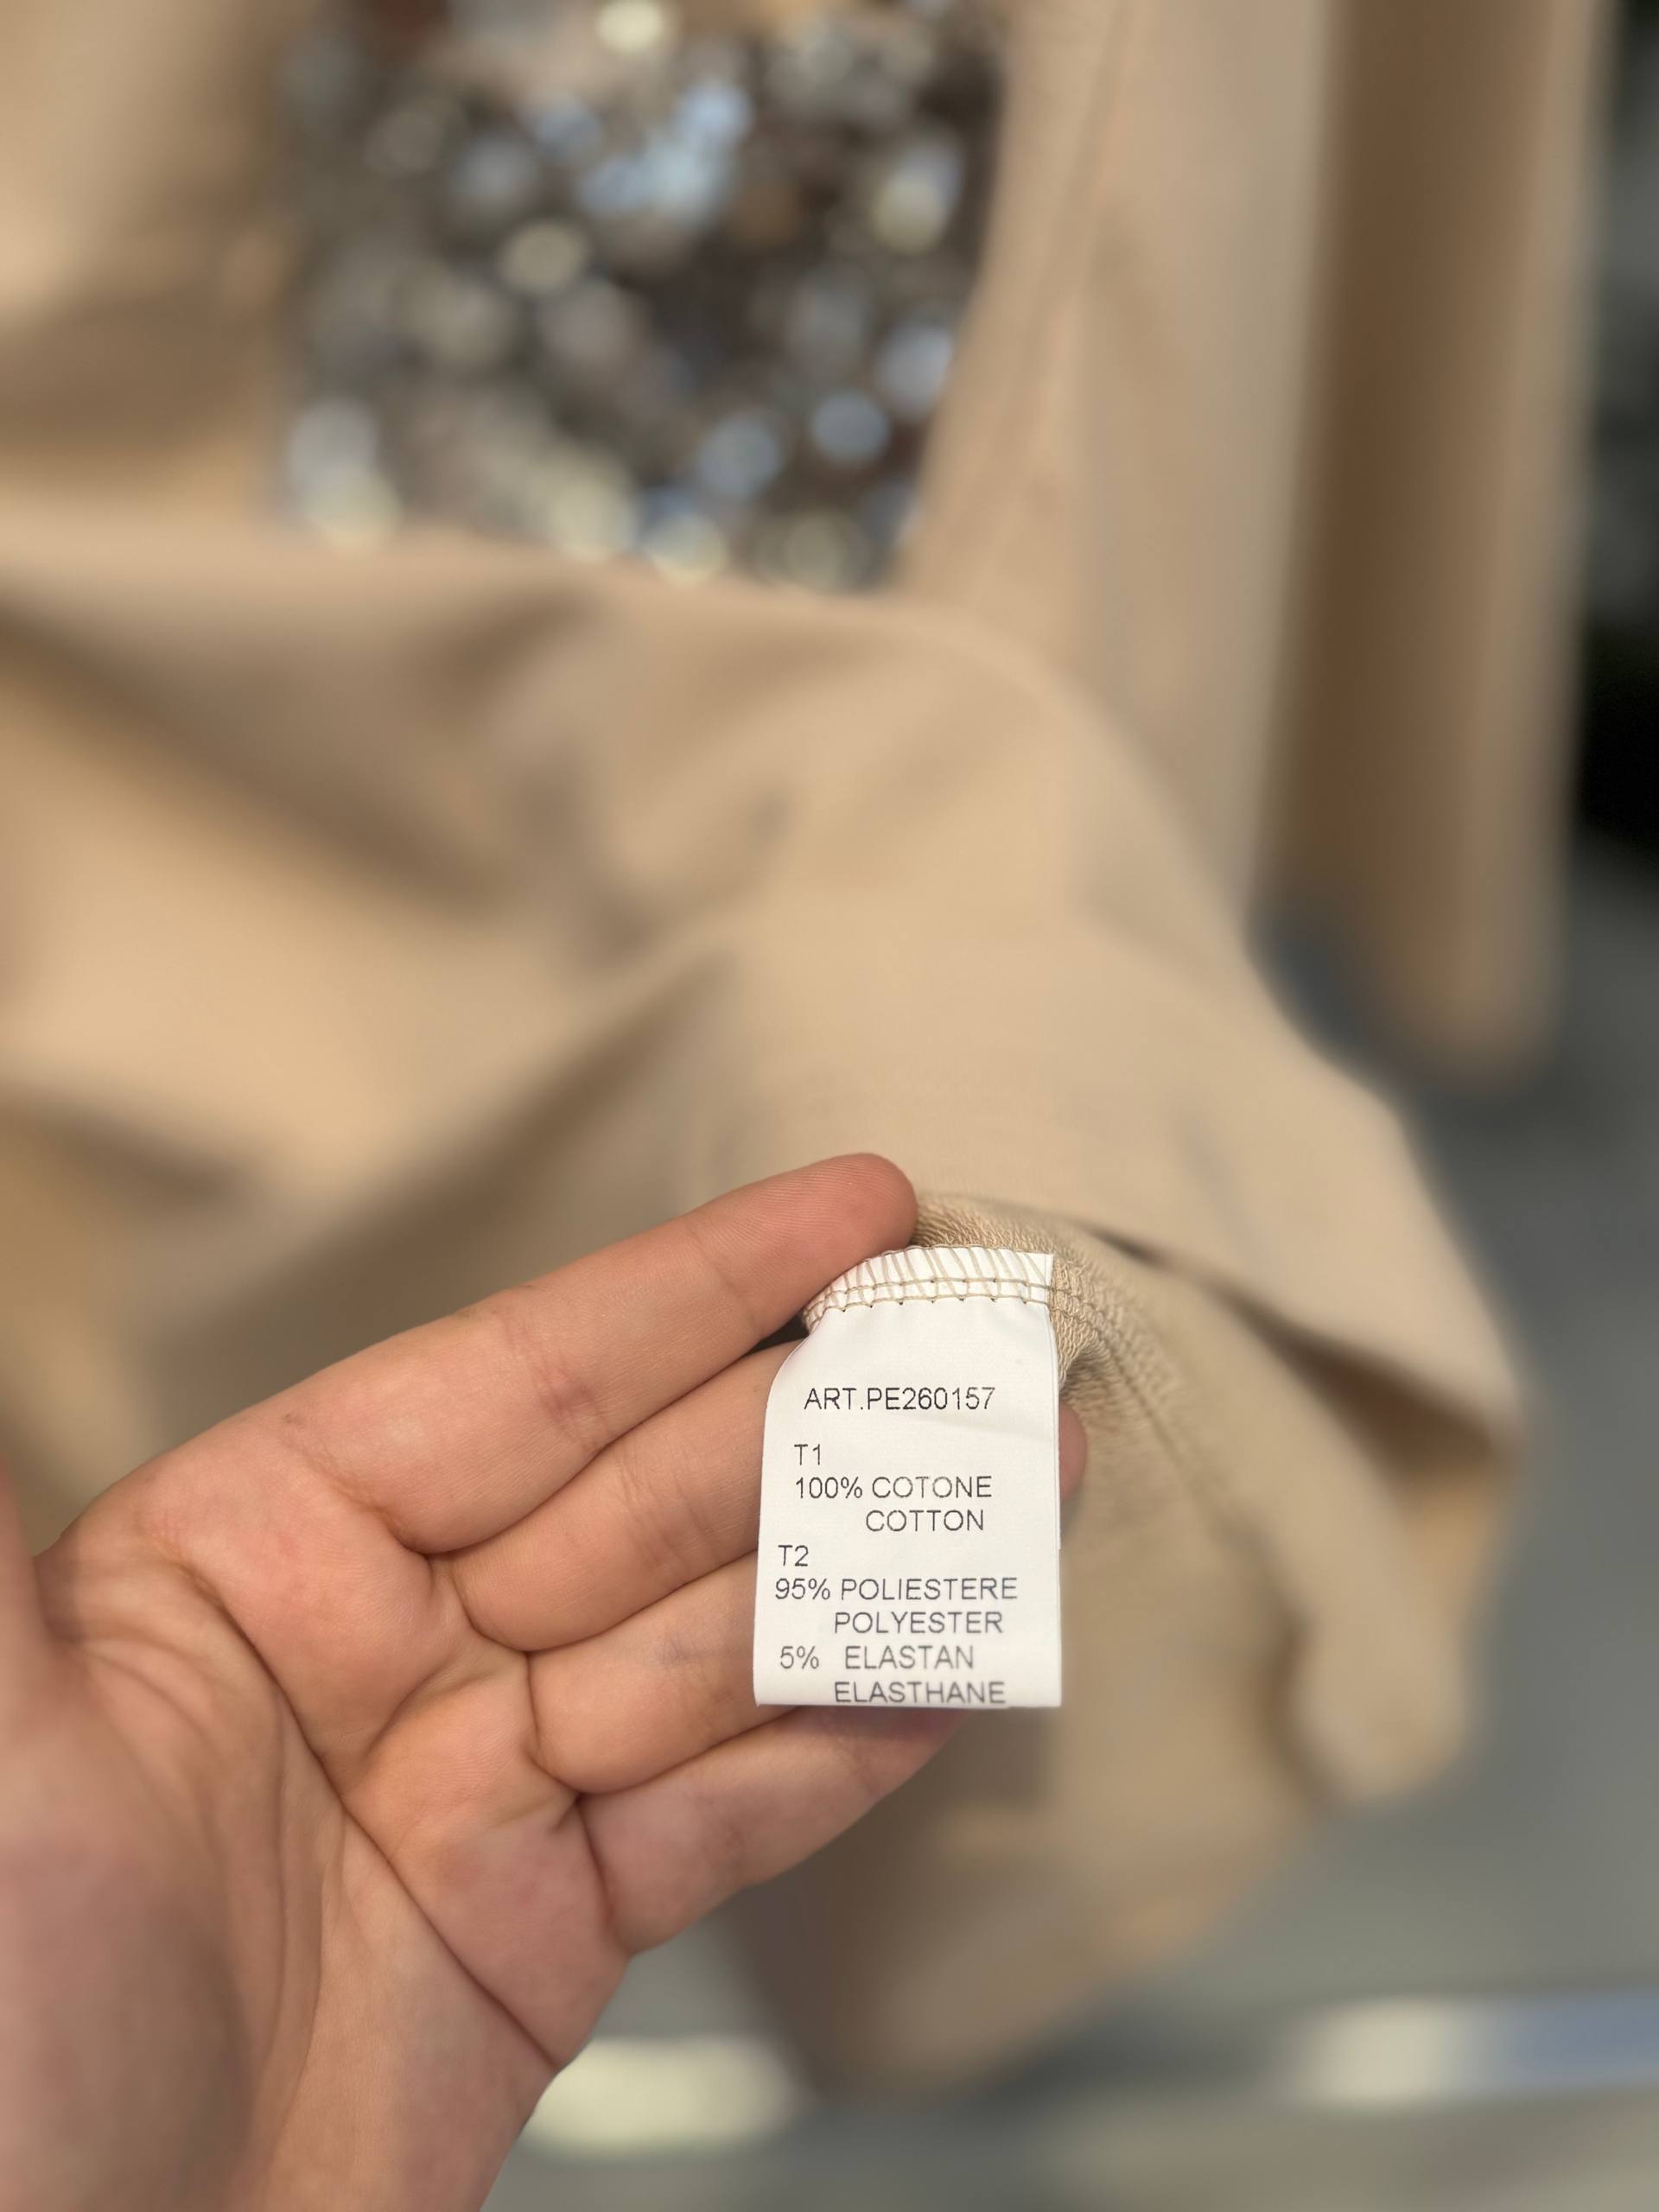 ART.PE260157
T1
100% COTONE
COTTON
T2
95% POLIESTERE
POLYESTER
5% ELASTAN
ELASTHANE